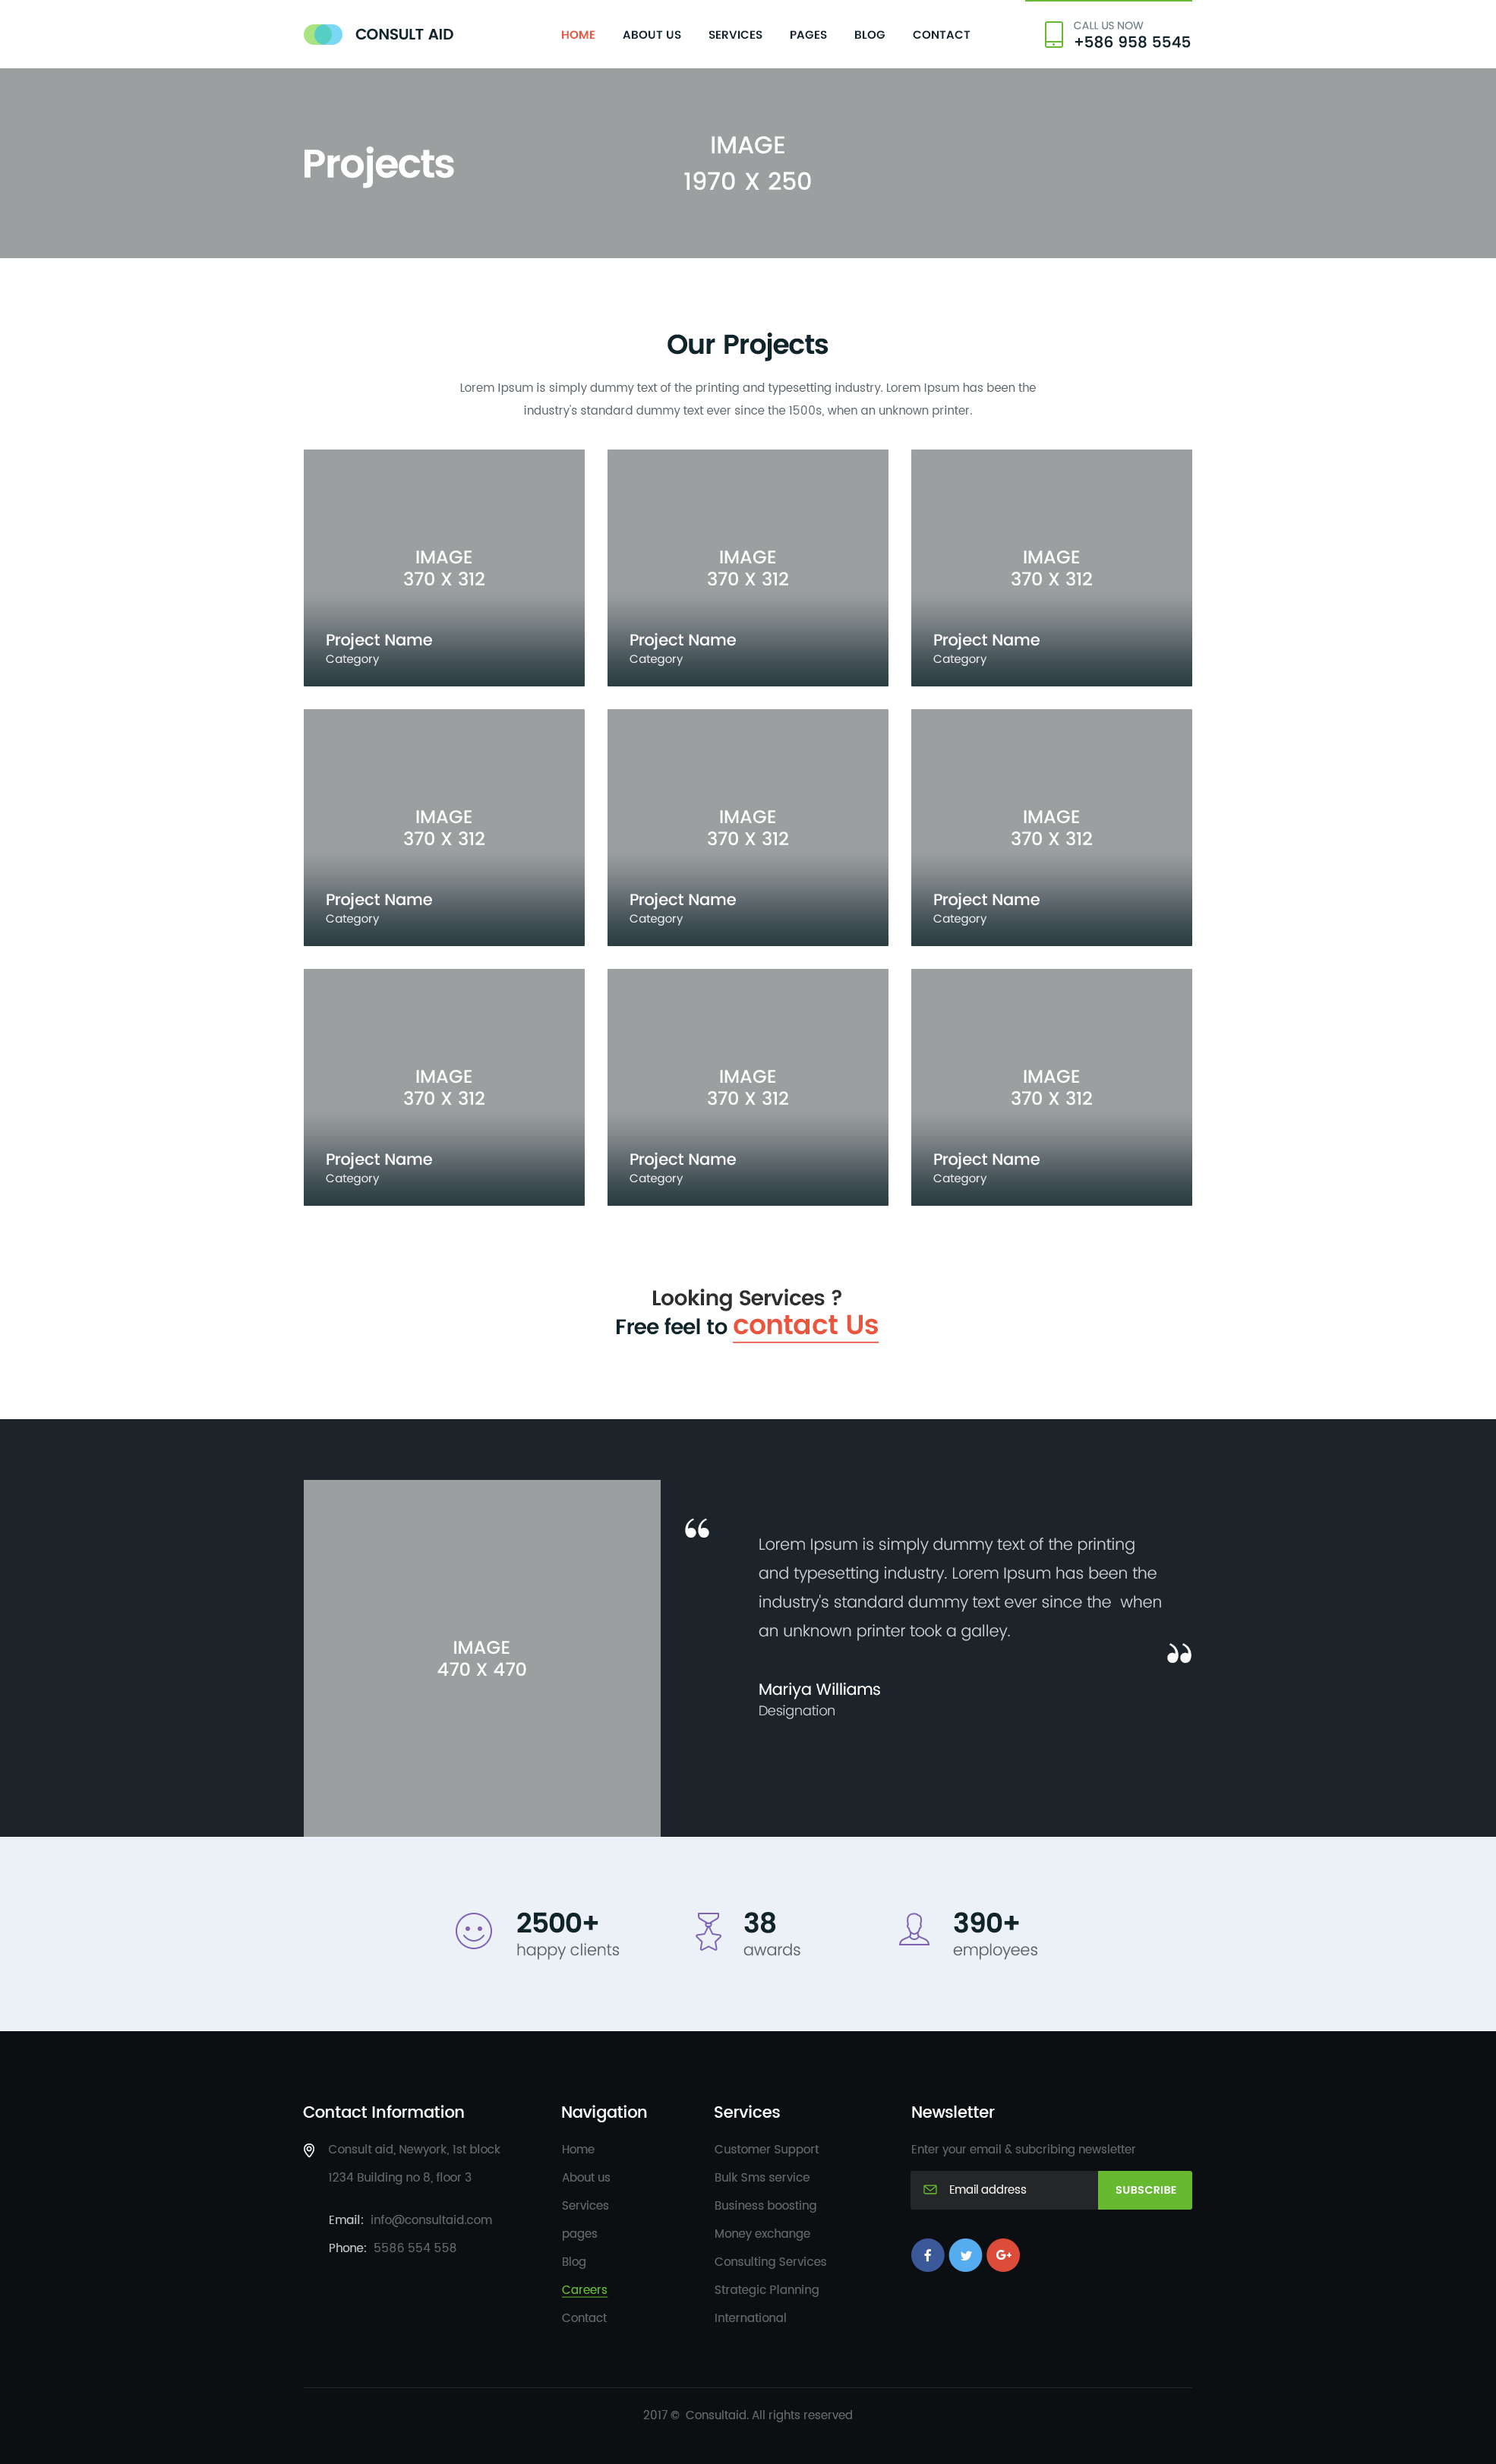 CONSULT AID
HOME ABOUT US SERVICES PAGES BLOG CONTACT
CALL US NOW
+586 958 5545
Projects
IMAGE
1970 X 250
Our Projects
Lorem Ipsum is simply dummy text of the printing and typesetting industry. Lorem Ipsum has been the
industry's standard dummy text ever since the 1500s, when an unknown printer.
IMAGE
370 X 312
Project Name
Category
IMAGE
370 X 312
Project Name
Category
IMAGE
370 X 312
Project Name
Category
IMAGE
370 X 312
Project Name
Category
IMAGE
370 X 312
Project Name
Category
IMAGE
370 X 312
Project Name
Category
IMAGE
370 X 312
Project Name
Category
IMAGE
370 X 312
Project Name
Category
IMAGE
370 X 312
Project Name
Category
Looking Services ?
Free feel to contact Us
IMAGE
470 X 470
“
Lorem Ipsum is simply dummy text of the printing
and typesetting industry. Lorem Ipsum has been the
industry's standard dummy text ever since the when
an unknown printer took a galley.
”
Mariya Williams
Designation
2500+
happy clients
38
awards
390+
employees
Contact Information
Consult aid, Newyork, 1st block
1234 Building no 8, floor 3
Email: info@consultaid.com
Phone: 5586 554 558
Navigation
Home
About us
Services
pages
Blog
Careers
Contact
Services
Customer Support
Bulk Sms service
Business boosting
Money exchange
Consulting Services
Strategic Planning
International
Newsletter
Enter your email & subcribing newsletter
Email address
SUBSCRIBE
f
G+
2017 © Consultaid. All rights reserved